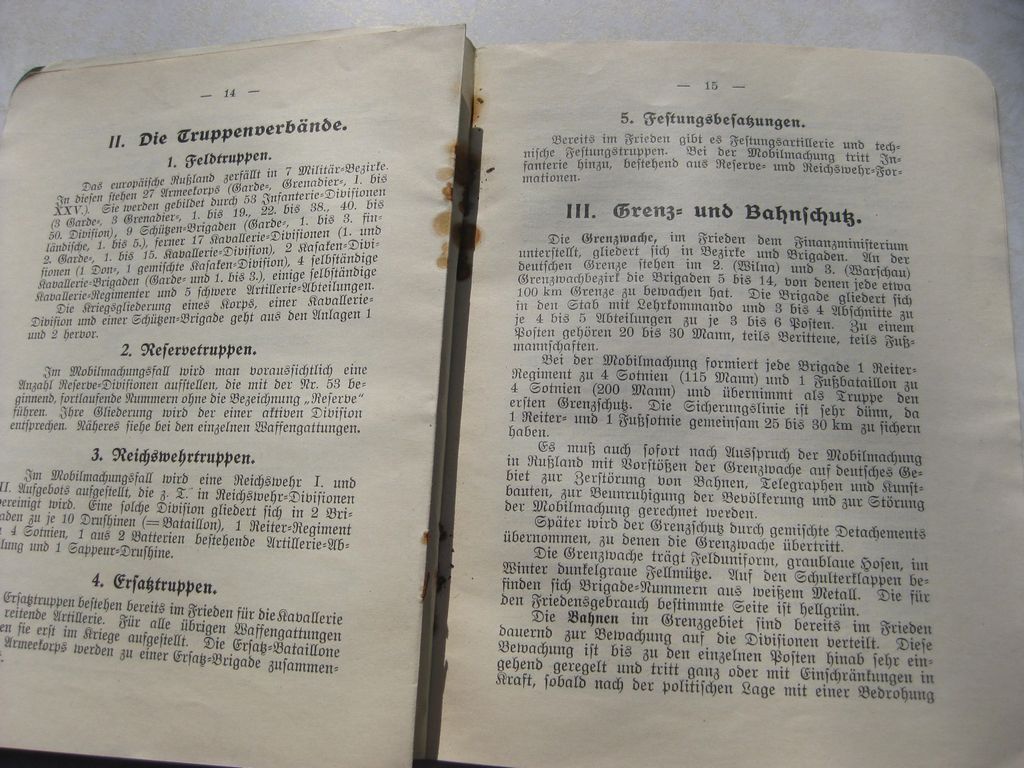 — 14 —
II. Die Truppenverbände.
1. Feldtruppen.
Das europäische Rußland zerfällt in 7 Militär-Bezirke.
In diesen stehen 27 Armeekorps (Garde-, Grenadier-, 1. bis
XXV.). Sie werden gebildet durch 53 Infanterie-Divisionen
(3 Garde-, 3 Grenadier-, 1. bis 19., 22. bis 38., 40. bis
50. Division), 9 Schützen-Brigaden (Garde-, 1. bis 3. fin-
ländische, 1. bis 5.), ferner 17 Kavallerie-Divisionen (1. und
2. Garde-, 1. bis 15. Kavallerie-Division), 2 Kasaken-Divi-
sionen (1 Don-, 1 gemischte Kasaken-Division), 4 selbständige
Kavallerie-Brigaden (Garde- und 1. bis 3.), einige selbständige
Kavallerie-Regimenter und 5 schwere Artillerie-Abteilungen.
Die Kriegsgliederung eines Korps, einer Kavallerie-
Division und einer Schützen-Brigade geht aus den Anlagen 1
und 2 hervor.
2. Reservetruppen.
Im Mobilmachungsfall wird man voraussichtlich eine
Anzahl Reserve-Divisionen aufstellen, die mit der Nr. 53 be-
ginnend, fortlaufende Nummern ohne die Bezeichnung „Reserve“
führen. Ihre Gliederung wird der einer aktiven Division
entsprechen. Näheres siehe bei den einzelnen Waffengattungen.
3. Reichswehrtruppen.
Im Mobilmachungsfall wird eine Reichswehr I. und
II. Aufgebots aufgestellt, die z. T. in Reichswehr-Divisionen
vereinigt wird. Eine solche Division gliedert sich in 2 Bri-
aden zu je 10 Drushinen (= Bataillon), 1 Reiter-Regiment
4 Sotnien, 1 aus 2 Batterien bestehende Artillerie-Ab-
lung und 1 Sappeur-Drushine.
4. Ersatztruppen.
Ersatztruppen bestehen bereits im Frieden für die Kavallerie
reitende Artillerie. Für alle übrigen Waffengattungen
en sie erst im Kriege aufgestellt. Die Ersatz-Bataillone
Armeekorps werden zu einer Ersatz-Brigade zusammen-
— 15 —
5. Festungsbesatzungen.
Bereits im Frieden gibt es Festungsartillerie und tech-
nische Festungstruppen. Bei der Mobilmachung tritt In-
fanterie hinzu, bestehend aus Reserve- und Reichswehr-For-
mationen.
III. Grenz- und Bahnschutz.
Die Grenzwache, im Frieden dem Finanzministerium
unterstellt, gliedert sich in Bezirke und Brigaden. An der
deutschen Grenze stehen im 2. (Wilna) und 3. (Warschau)
Grenzwachbezirk die Brigaden 5 bis 14, von denen jede etwa
100 km Grenze zu bewachen hat. Die Brigade gliedert sich
in den Stab mit Lehrkommando und 3 bis 4 Abschnitte zu
je 4 bis 5 Abteilungen zu je 3 bis 6 Posten. Zu einem
Posten gehören 20 bis 30 Mann, teils Berittene, teils Fuß-
mannschaften.
Bei der Mobilmachung formiert jede Brigade 1 Reiter-
Regiment zu 4 Sotnien (115 Mann) und 1 Fußbataillon zu
4 Sotnien (200 Mann) und übernimmt als Truppe den
ersten Grenzschutz. Die Sicherungslinie ist sehr dünn, da
1 Reiter- und 1 Fußsotnie gemeinsam 25 bis 30 km zu sichern
haben.
Es muß auch sofort nach Ausspruch der Mobilmachung
in Rußland mit Vorstößen der Grenzwache auf deutsches Ge-
biet zur Zerstörung von Bahnen, Telegraphen und Kunst-
bauten, zur Beunruhigung der Bevölkerung und zur Störung
der Mobilmachung gerechnet werden.
Später wird der Grenzschutz durch gemischte Detachements
übernommen, zu denen die Grenzwache übertritt.
Die Grenzwache trägt Felduniform, graublaue Hosen, im
Winter dunkelgraue Fellmütze. Auf den Schulterklappen be-
finden sich Brigade-Nummern aus weißem Metall. Die für
den Friedensgebrauch bestimmte Seite ist hellgrün.
Die Bahnen im Grenzgebiet sind bereits im Frieden
dauernd zur Bewachung auf die Divisionen verteilt. Diese
Bewachung ist bis zu den einzelnen Posten hinab sehr ein-
gehend geregelt und tritt ganz oder mit Einschränkungen in
Kraft, sobald nach der politischen Lage mit einer Bedrohung